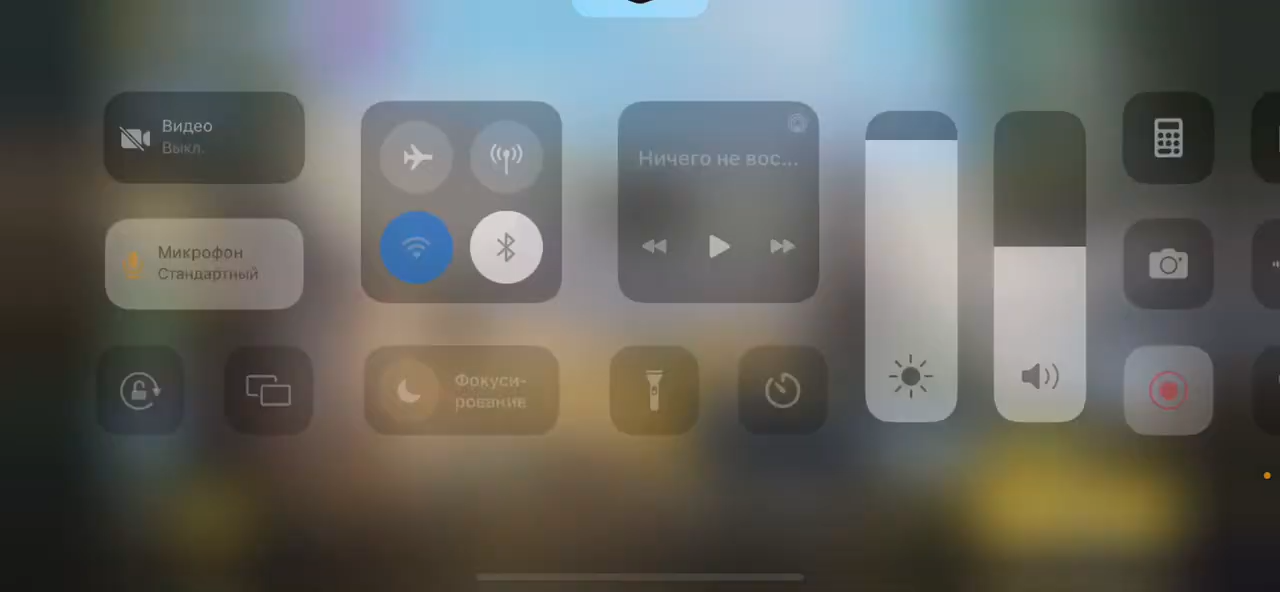 Видео
Выкл.
Микрофон
Стандартный
Ничего не вос...
Фокуси-
рование